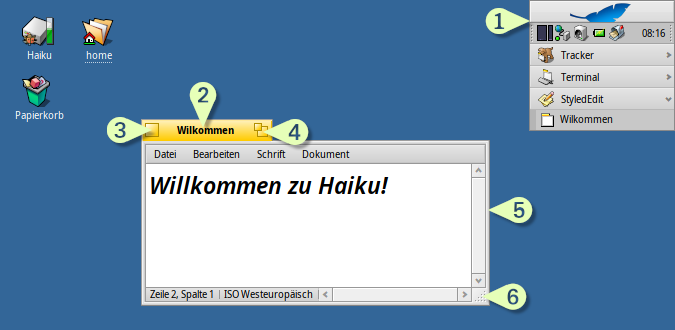 1
08:16
Haiku
home
Tracker
Terminal
StyledEdit
Wilkommen
Papierkorb
2
3
Wilkommen
4
Datei Bearbeiten Schrift Dokument
Willkommen zu Haiku!
5
Zeile 2, Spalte 1 ISO Westeuropäisch
6